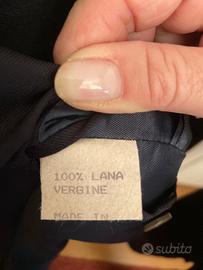 100% LANA
VERGINE
MADE IN
subito